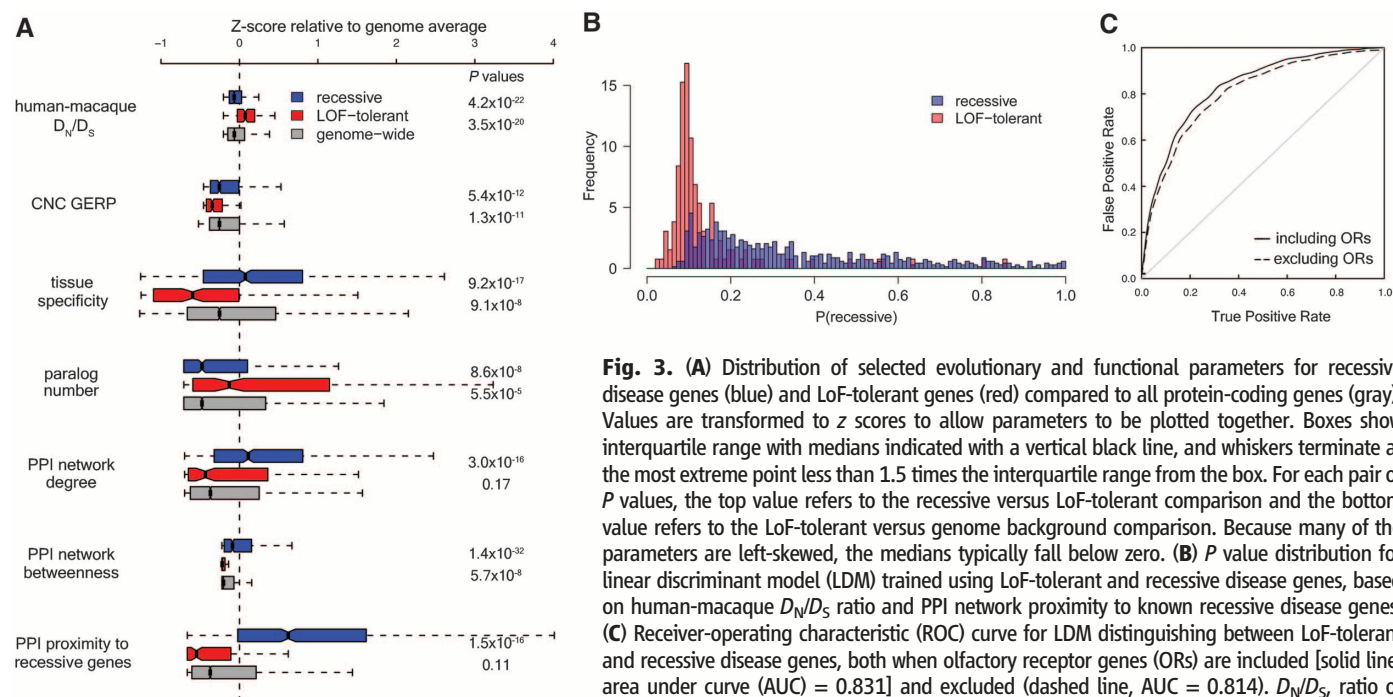 A
Z-score relative to genome average
−1 0 1 2 3 4
P values
recessive
LOF−tolerant
genome−wide
human-macaque
DN/DS
4.2x10-22
3.5x10-20
CNC GERP
5.4x10-12
1.3x10-11
tissue
specificity
9.2x10-17
9.1x10-8
paralog
number
8.6x10-8
5.5x10-5
PPI network
degree
3.0x10-16
0.17
PPI network
betweenness
1.4x10-32
5.7x10-8
PPI proximity to
recessive genes
1.5x10-16
0.11
B
Frequency
15
10
5
0
recessive
LOF−tolerant
0.0 0.2 0.4 0.6 0.8 1.0
P(recessive)
C
False Positive Rate
1.0
0.8
0.6
0.4
0.2
0.0
including ORs
excluding ORs
0.0 0.2 0.4 0.6 0.8 1.0
True Positive Rate
Fig. 3. (A) Distribution of selected evolutionary and functional parameters for recessiv
disease genes (blue) and LoF-tolerant genes (red) compared to all protein-coding genes (gray
Values are transformed to z scores to allow parameters to be plotted together. Boxes show
interquartile range with medians indicated with a vertical black line, and whiskers terminate a
the most extreme point less than 1.5 times the interquartile range from the box. For each pair o
P values, the top value refers to the recessive versus LoF-tolerant comparison and the bottom
value refers to the LoF-tolerant versus genome background comparison. Because many of th
parameters are left-skewed, the medians typically fall below zero. (B) P value distribution fo
linear discriminant model (LDM) trained using LoF-tolerant and recessive disease genes, base
on human-macaque DN/DS ratio and PPI network proximity to known recessive disease genes
(C) Receiver-operating characteristic (ROC) curve for LDM distinguishing between LoF-toleran
and recessive disease genes, both when olfactory receptor genes (ORs) are included [solid line
area under curve (AUC) = 0.831] and excluded (dashed line, AUC = 0.814). DN/DS, ratio o